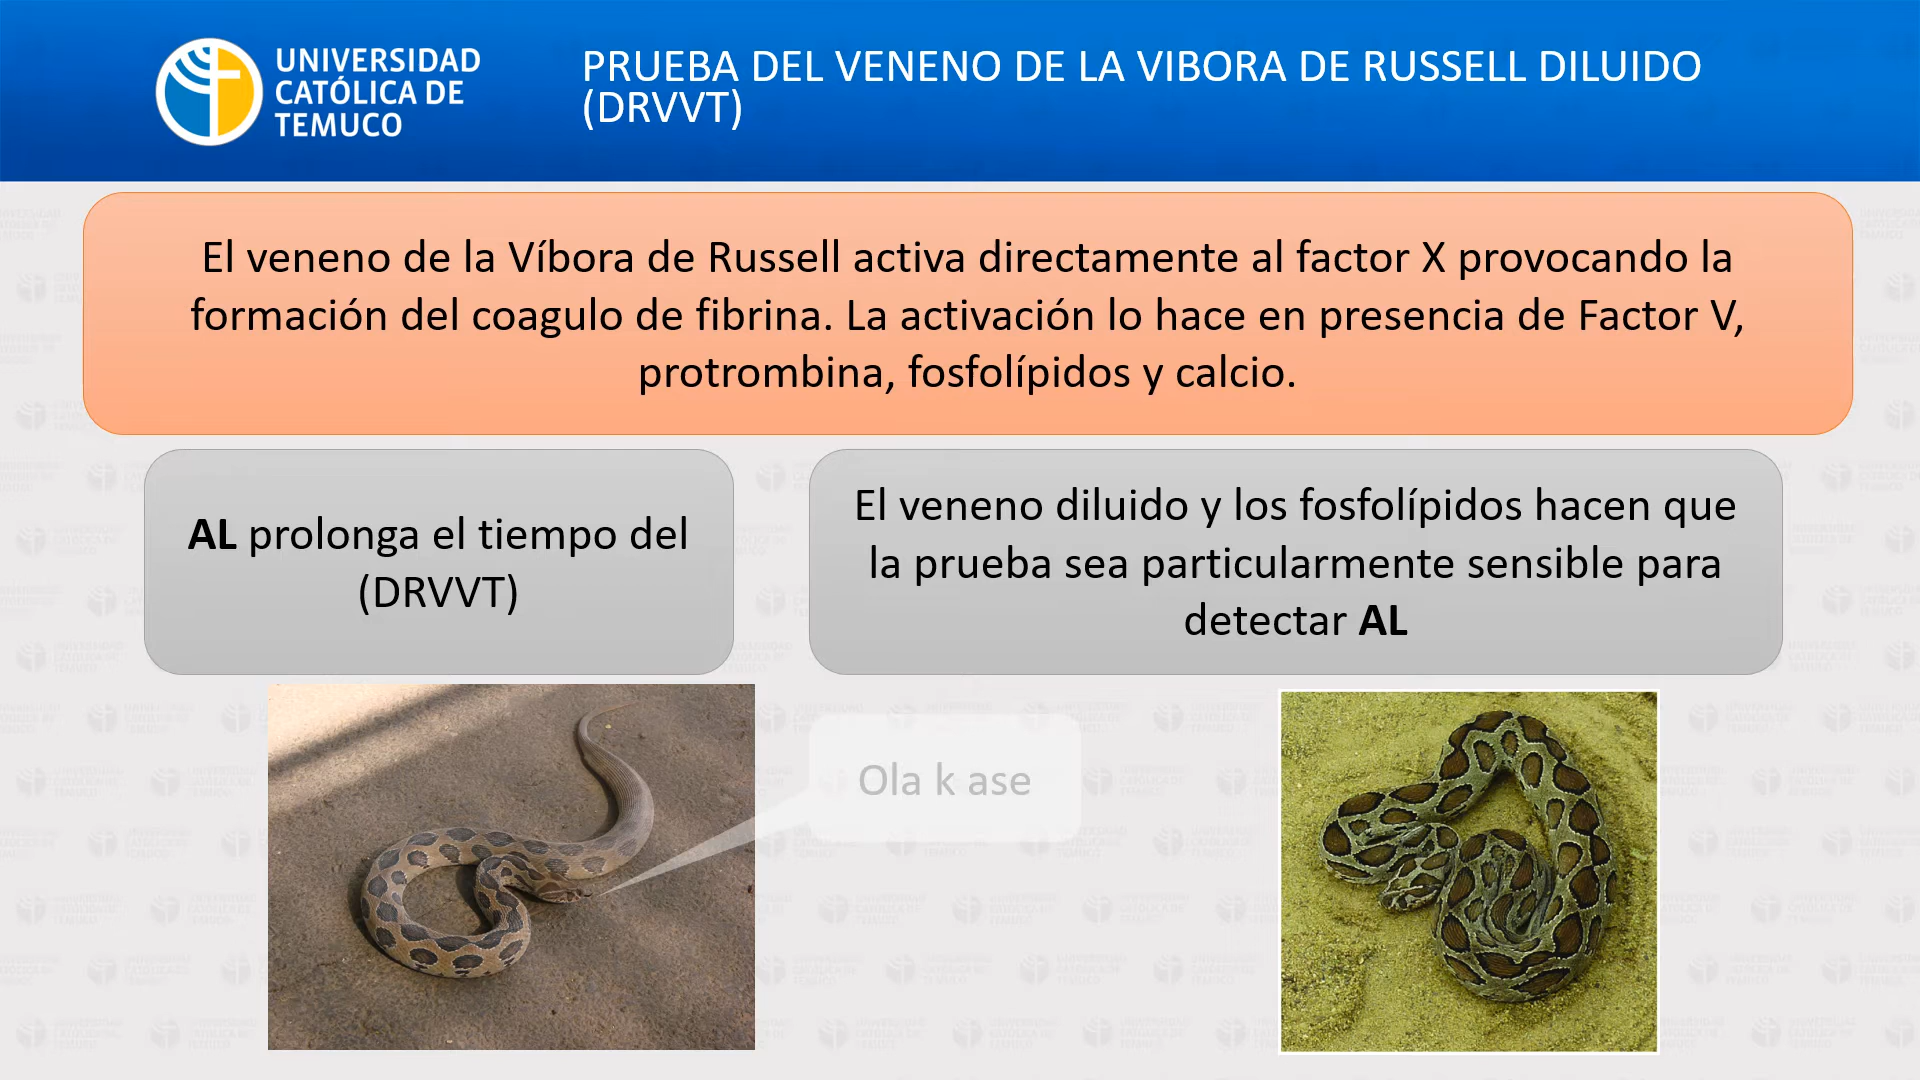 UNIVERSIDAD
CATÓLICA DE
TEMUCO
PRUEBA DEL VENENO DE LA VIBORA DE RUSSELL DILUIDO
(DRVVT)
El veneno de la Víbora de Russell activa directamente al factor X provocando la
formación del coagulo de fibrina. La activación lo hace en presencia de Factor V,
protrombina, fosfolípidos y calcio.
AL prolonga el tiempo del
(DRVVT)
El veneno diluido y los fosfolípidos hacen que
la prueba sea particularmente sensible para
detectar AL
Ola k ase